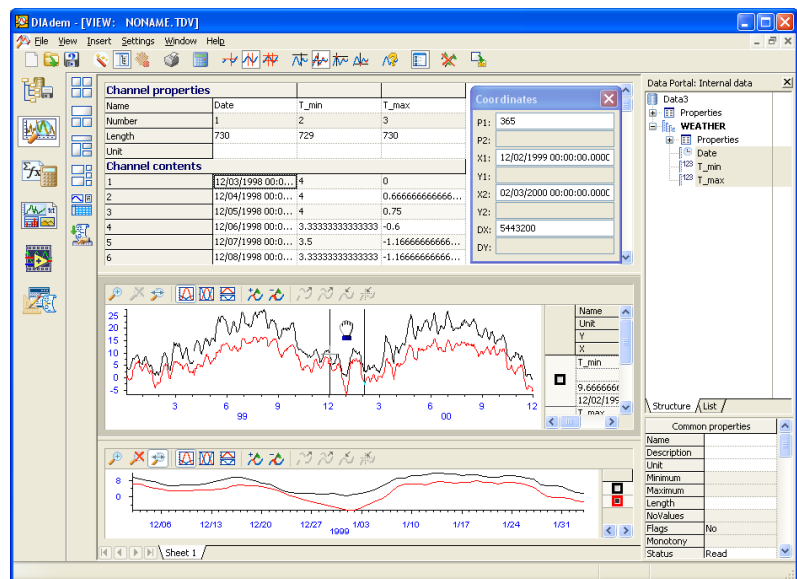 DIAdem - [VIEW:   NONAME.TDV]
File View Insert Settings Window Help
Channel properties
Name Date T_min T_max
Number 1 2 3
Length 730 729 730
Unit
Channel contents
1 12/03/1998 00:0... 4 0
2 12/04/1998 00:0... 4 0.666666666666...
3 12/05/1998 00:0... 4 0.75
4 12/06/1998 00:0... 3.33333333333333 -0.6
5 12/07/1998 00:0... 3.5 -1.16666666666...
6 12/08/1998 00:0... 3.33333333333333 -1.16666666666...
Coordinates
P1: 365
P2:
X1: 12/02/1999 00:00:00.000C
Y1:
X2: 02/03/2000 00:00:00.000C
Y2:
DX: 5443200
DY:
Data Portal: Internal data
Data3
Properties
WEATHER
Properties
Date
123 T_min
123 T_max
Structure List
25
20
15
10
5
0
-5
3 6 9 12 3 6 9 12
99 00
Name
Unit
Y
X
T_min
9.6666666
12/02/199
T_max
8
0
12/06 12/13 12/20 12/27 1/03 1/10 1/17 1/24 1/31
1999
Sheet 1
Common properties
Name
Description
Unit
Minimum
Maximum
Length
NoValues
Flags No
Monotony
Status Read